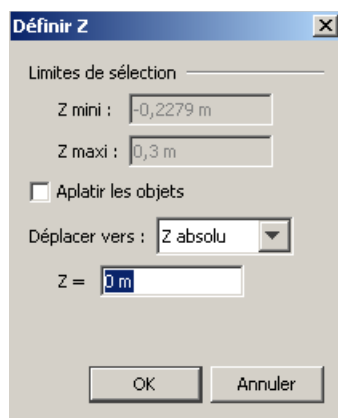 Définir Z
Limites de sélection
Z mini : -0,2279 m
Z maxi : 0,3 m
Aplatir les objets
Déplacer vers : Z absolu
Z = 0 m
OK Annuler